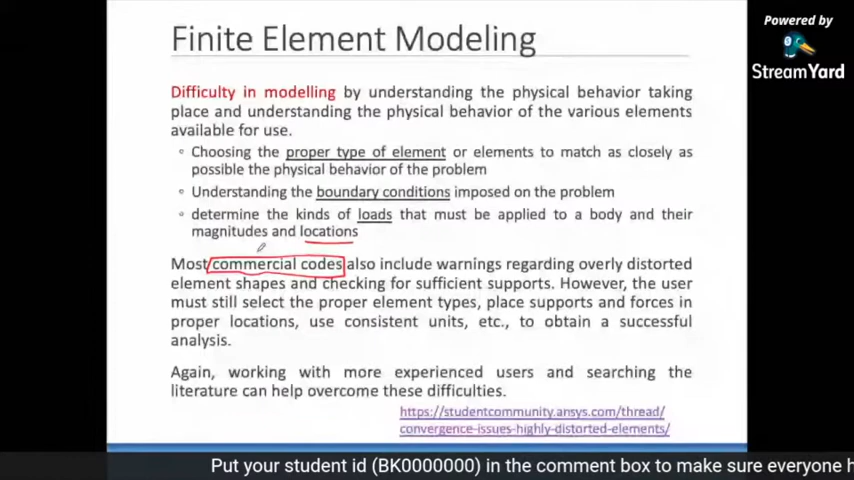 Finite Element Modeling
Powered by
StreamYard
Difficulty in modelling by understanding the physical behavior taking
place and understanding the physical behavior of the various elements
available for use.
◦ Choosing the proper type of element or elements to match as closely as
possible the physical behavior of the problem
◦ Understanding the boundary conditions imposed on the problem
◦ determine the kinds of loads that must be applied to a body and their
magnitudes and locations
Most commercial codes also include warnings regarding overly distorted
element shapes and checking for sufficient supports. However, the user
must still select the proper element types, place supports and forces in
proper locations, use consistent units, etc., to obtain a successful
analysis.
Again, working with more experienced users and searching the
literature can help overcome these difficulties.
https://studentcommunity.ansys.com/thread/
convergence-issues-highly-distorted-elements/
Put your student id (BK0000000) in the comment box to make sure everyone h